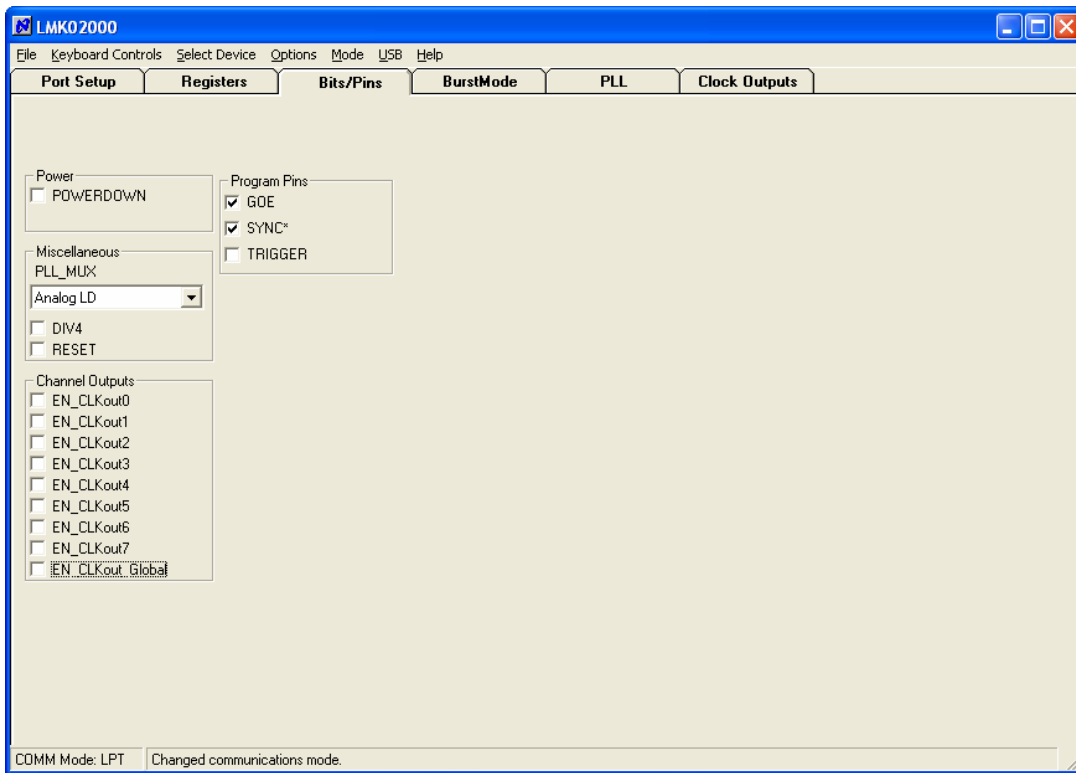 LMK02000
File Keyboard Controls Select Device Options Mode USB Help
Port Setup Registers Bits/Pins BurstMode PLL Clock Outputs
Power
POWERDOWN
Program Pins
GOE
SYNC*
TRIGGER
Miscellaneous
PLL_MUX
Analog LD
DIV4
RESET
Channel Outputs
EN_CLKout0
EN_CLKout1
EN_CLKout2
EN_CLKout3
EN_CLKout4
EN_CLKout5
EN_CLKout6
EN_CLKout7
EN_CLKout_Global
COMM Mode: LPT Changed communications mode.